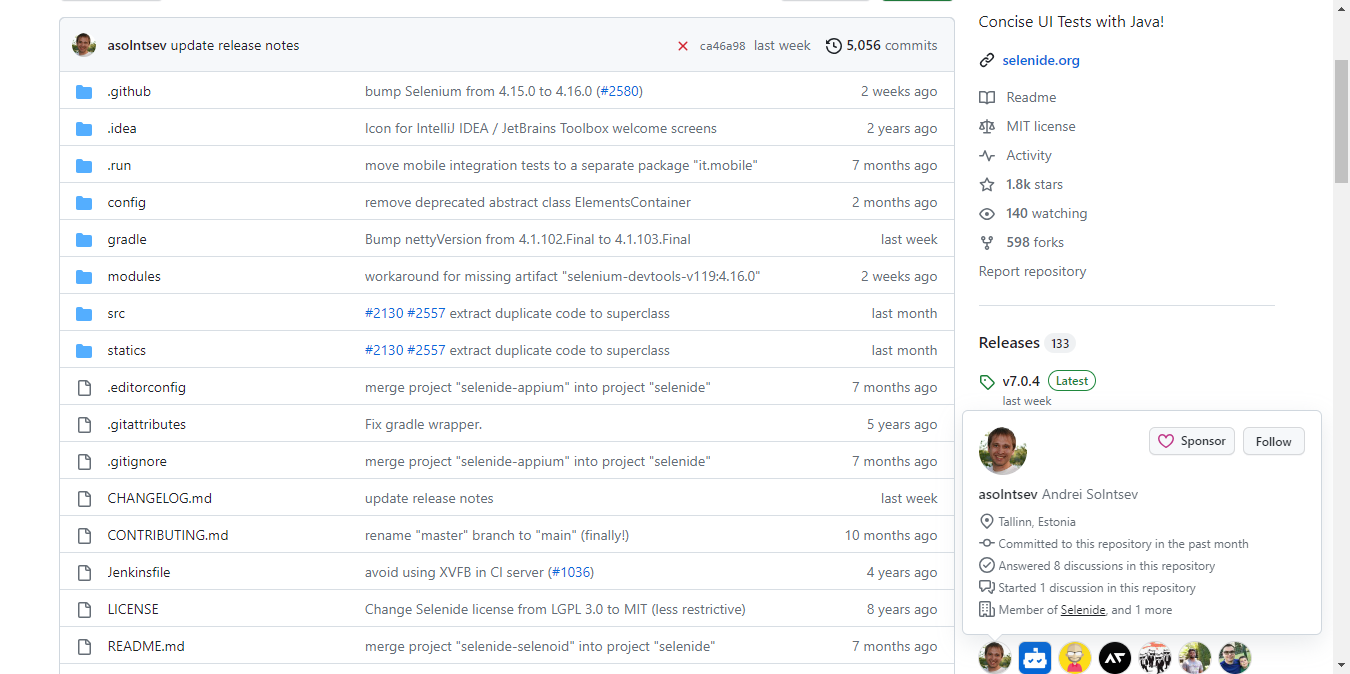 asolntsev update release notes ca46a98 last week 5,056 commits
.github bump Selenium from 4.15.0 to 4.16.0 (#2580) 2 weeks ago
.idea Icon for IntelliJ IDEA / JetBrains Toolbox welcome screens 2 years ago
.run move mobile integration tests to a separate package "it.mobile" 7 months ago
config remove deprecated abstract class ElementsContainer 2 months ago
gradle Bump nettyVersion from 4.1.102.Final to 4.1.103.Final last week
modules workaround for missing artifact "selenium-devtools-v119:4.16.0" 2 weeks ago
src #2130 #2557 extract duplicate code to superclass last month
statics #2130 #2557 extract duplicate code to superclass last month
.editorconfig merge project "selenide-appium" into project "selenide" 7 months ago
.gitattributes Fix gradle wrapper. 5 years ago
.gitignore merge project "selenide-appium" into project "selenide" 7 months ago
CHANGELOG.md update release notes last week
CONTRIBUTING.md rename "master" branch to "main" (finally!) 10 months ago
Jenkinsfile avoid using XVFB in CI server (#1036) 4 years ago
LICENSE Change Selenide license from LGPL 3.0 to MIT (less restrictive) 8 years ago
README.md merge project "selenide-selenoid" into project "selenide" 7 months ago
Concise UI Tests with Java!
selenide.org
Readme
MIT license
Activity
1.8k stars
140 watching
598 forks
Report repository
Releases 133
v7.0.4 Latest
last week
Sponsor Follow
asolntsev Andrei Solntsev
Tallinn, Estonia
Committed to this repository in the past month
Answered 8 discussions in this repository
Started 1 discussion in this repository
Member of Selenide, and 1 more